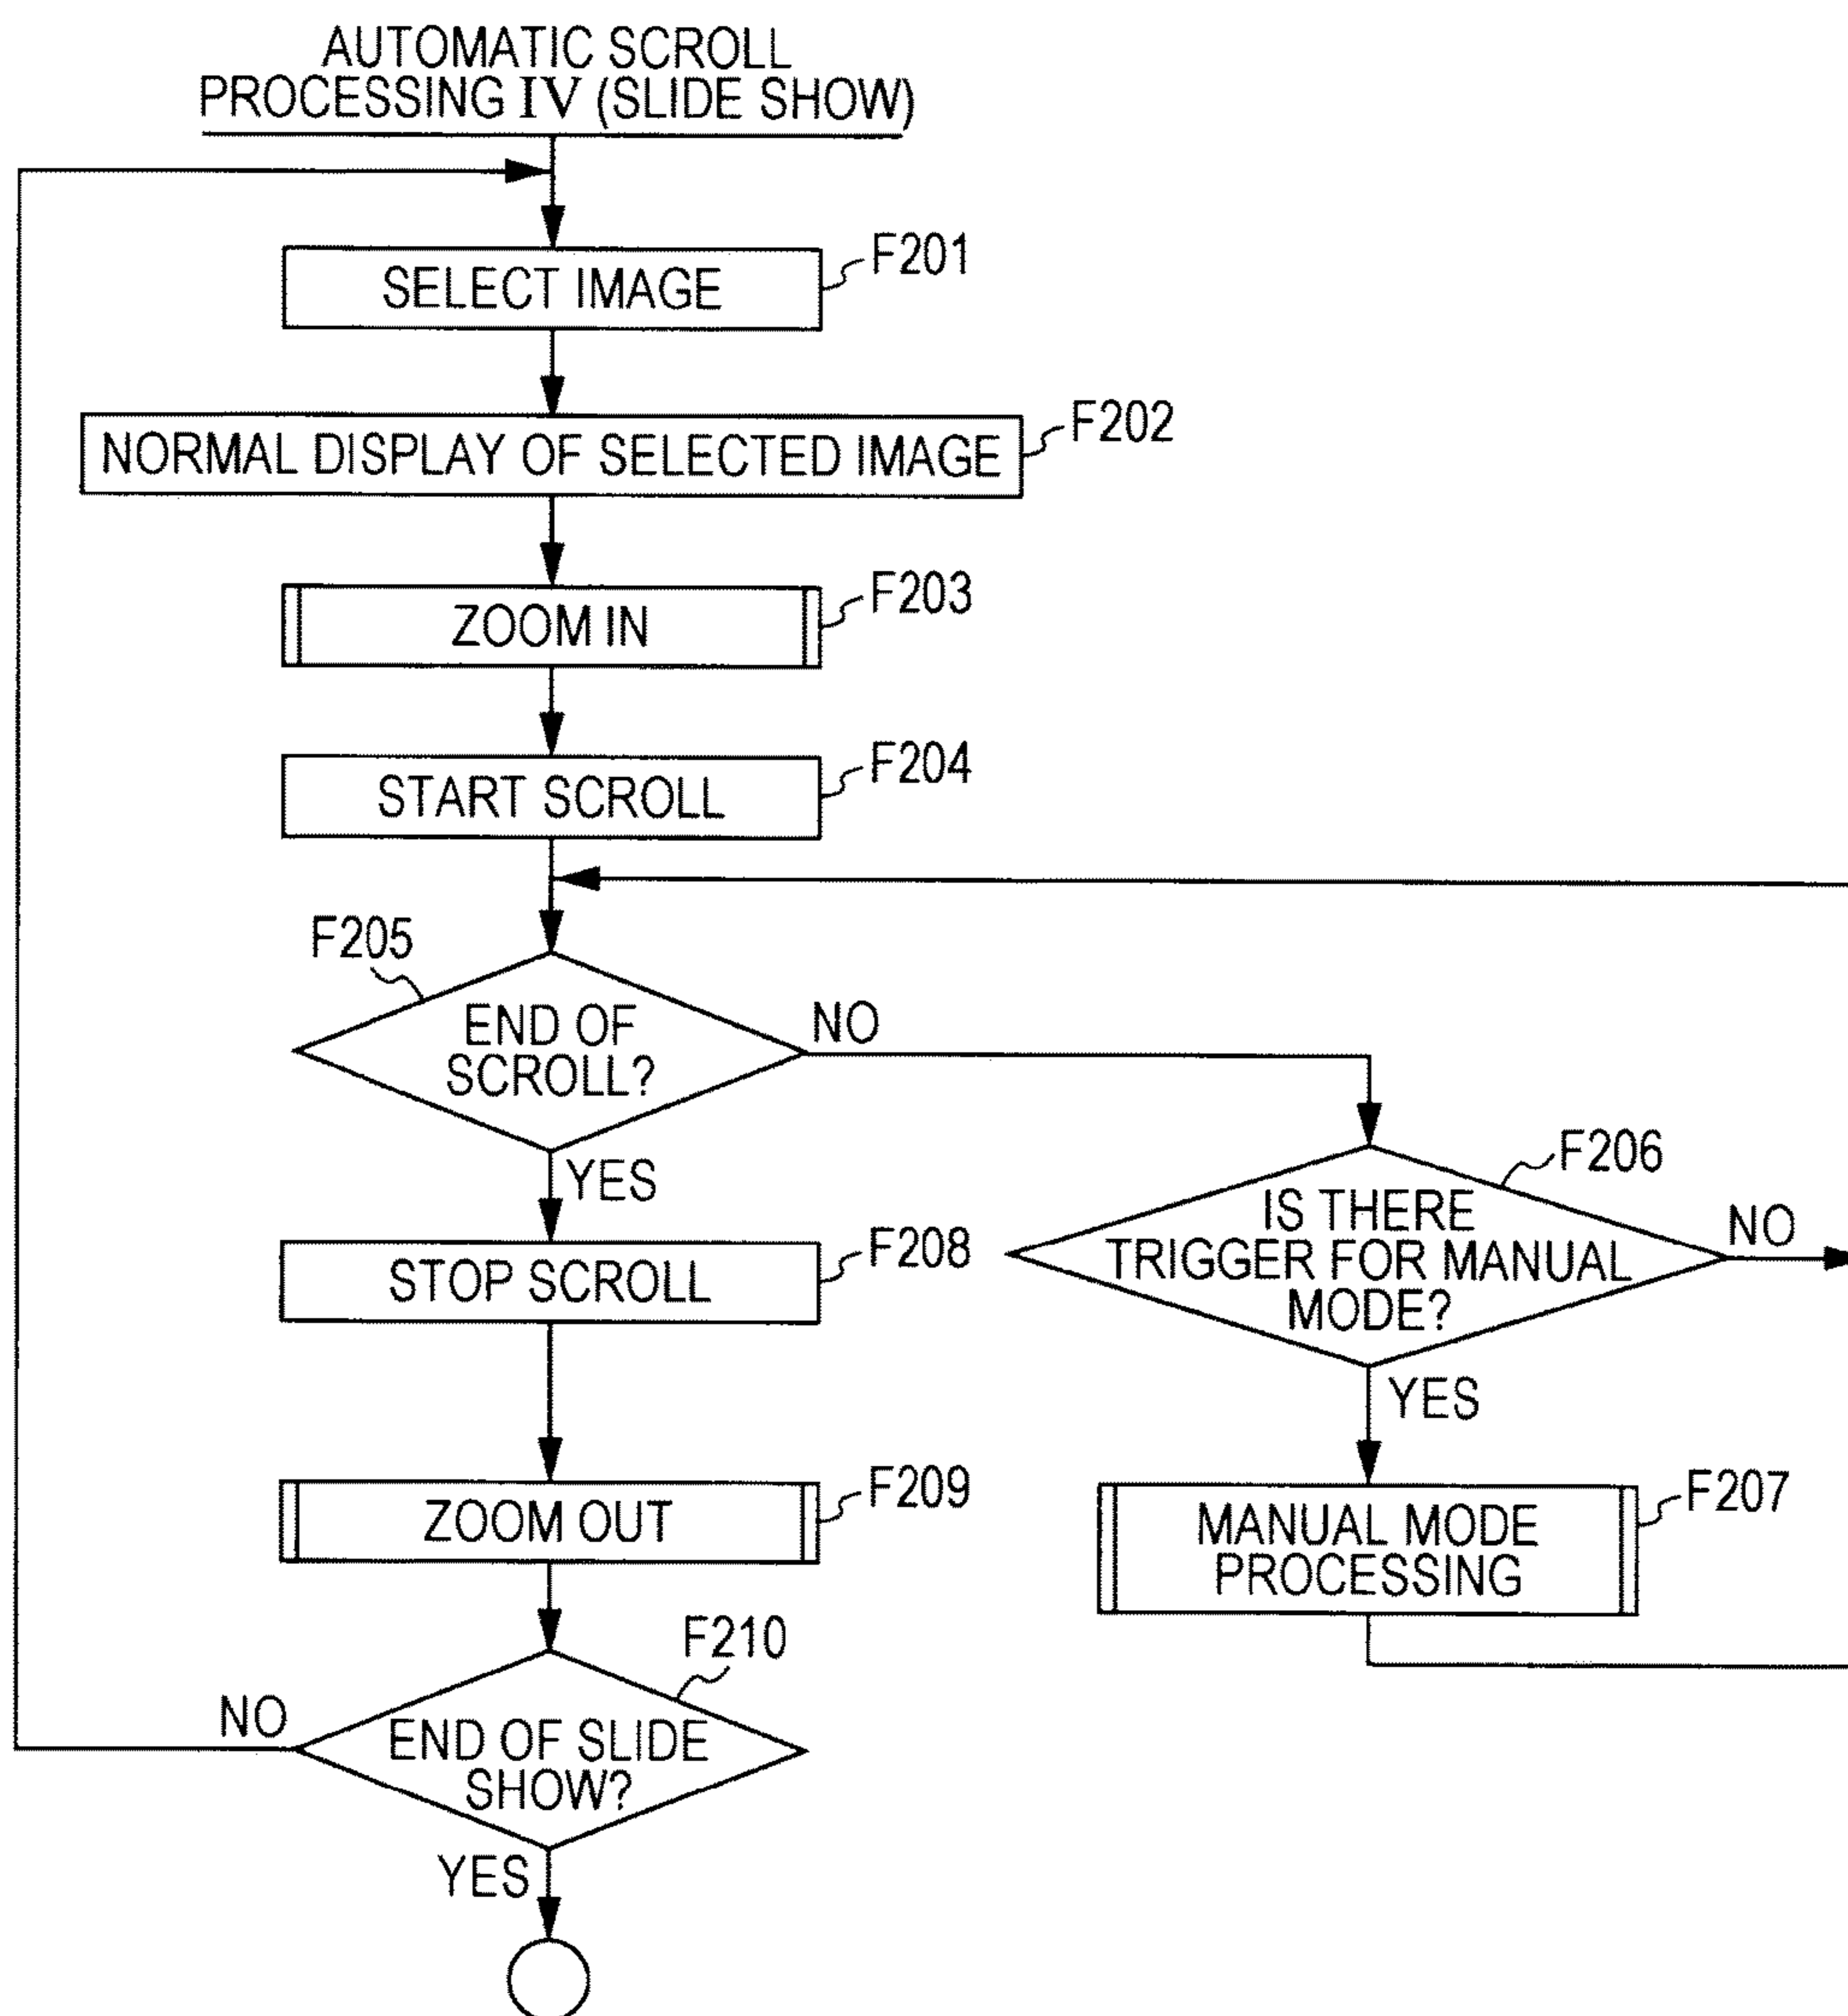 AUTOMATIC SCROLL
PROCESSING IV (SLIDE SHOW)
F201
SELECT IMAGE
F202
NORMAL DISPLAY OF SELECTED IMAGE
F203
ZOOM IN
F204
START SCROLL
F205
END OF
SCROLL?
NO
YES
F206
IS THERE
TRIGGER FOR MANUAL
MODE?
NO
YES
F207
MANUAL MODE
PROCESSING
F208
STOP SCROLL
F209
ZOOM OUT
F210
END OF SLIDE
SHOW?
NO
YES